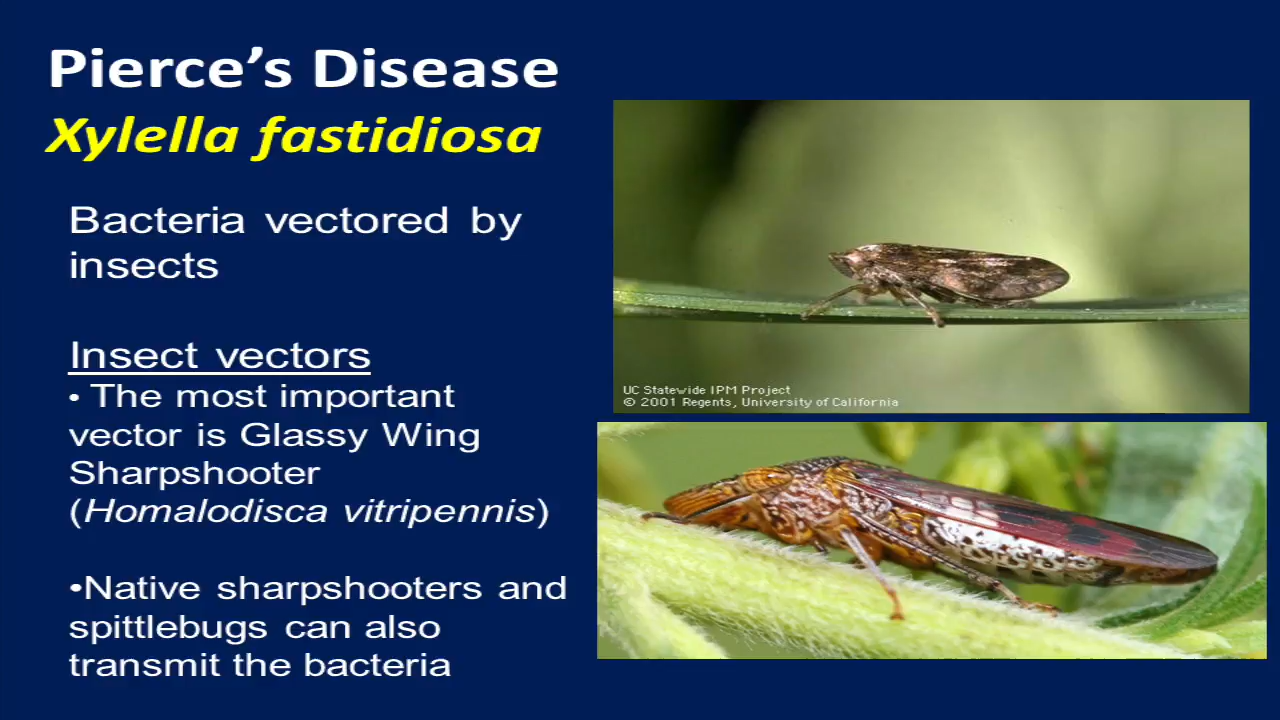 Pierce’s Disease
Xylella fastidiosa
Bacteria vectored by
insects
Insect vectors
• The most important
vector is Glassy Wing
Sharpshooter
(Homalodisca vitripennis)
•Native sharpshooters and
spittlebugs can also
transmit the bacteria
UC Statewide IPM Project
© 2001 Regents, University of California